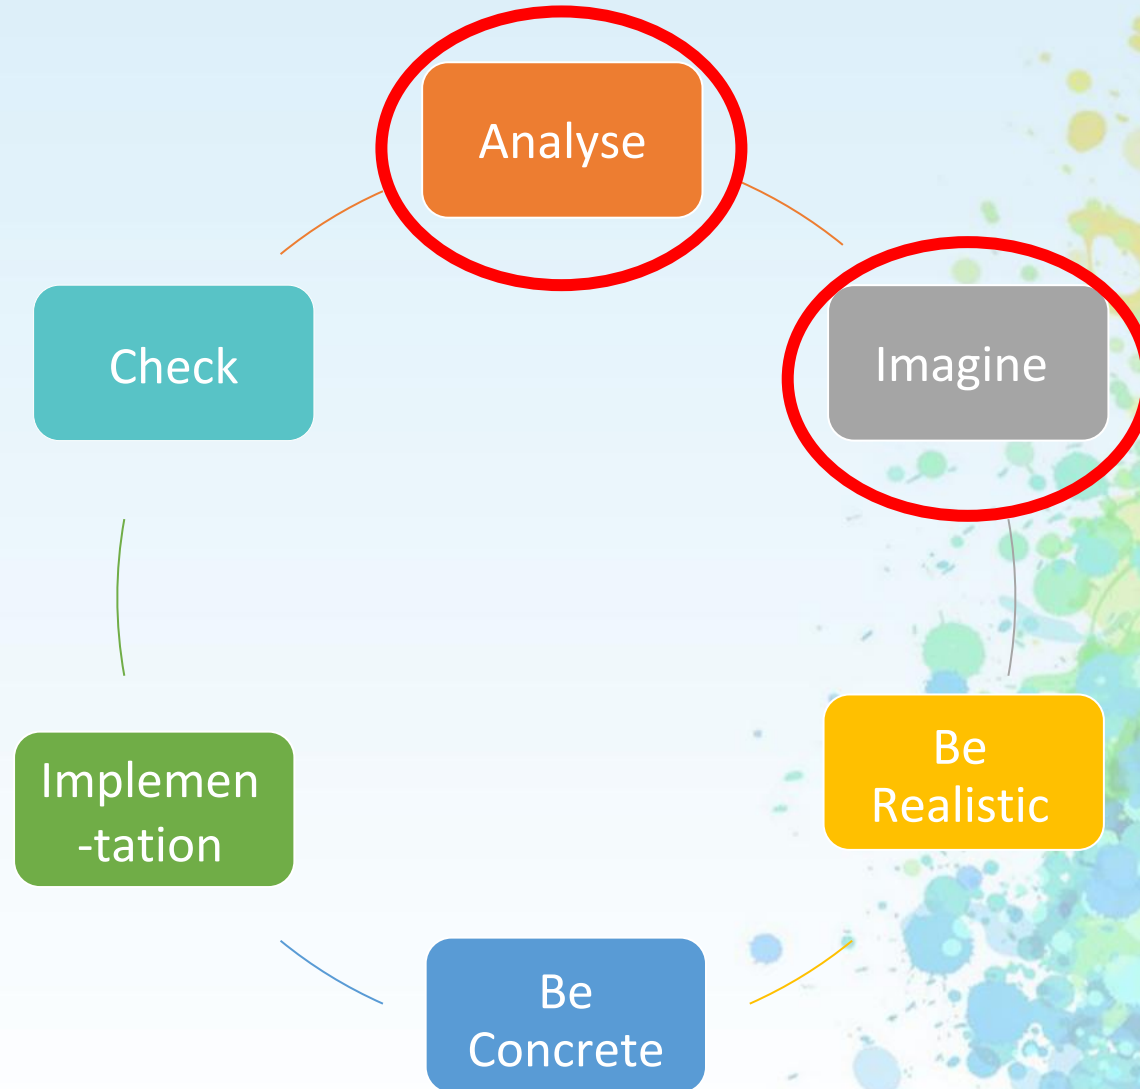 Analyse
Imagine
Be
Realistic
Be
Concrete
Implemen
-tation
Check